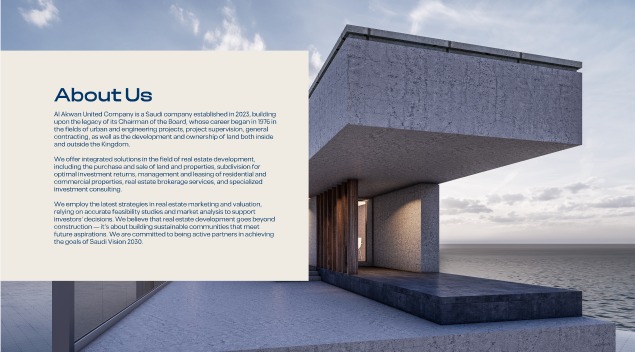 About Us
Al Akwan United Company is a Saudi company established in 2023, building
upon the legacy of its Chairman of the Board, whose career began in 1975 in
the fields of urban and engineering projects, project supervision, general
contracting, as well as the development and ownership of land both inside
and outside the Kingdom.
We offer integrated solutions in the field of real estate development,
including the purchase and sale of land and properties, subdivision for
optimal investment returns, management and leasing of residential and
commercial properties, real estate brokerage services, and specialized
investment consulting.
We employ the latest strategies in real estate marketing and valuation,
relying on accurate feasibility studies and market analysis to support
investors' decisions. We believe that real estate development goes beyond
construction — it's about building sustainable communities that meet
future aspirations. We are committed to being active partners in achieving
the goals of Saudi Vision 2030.